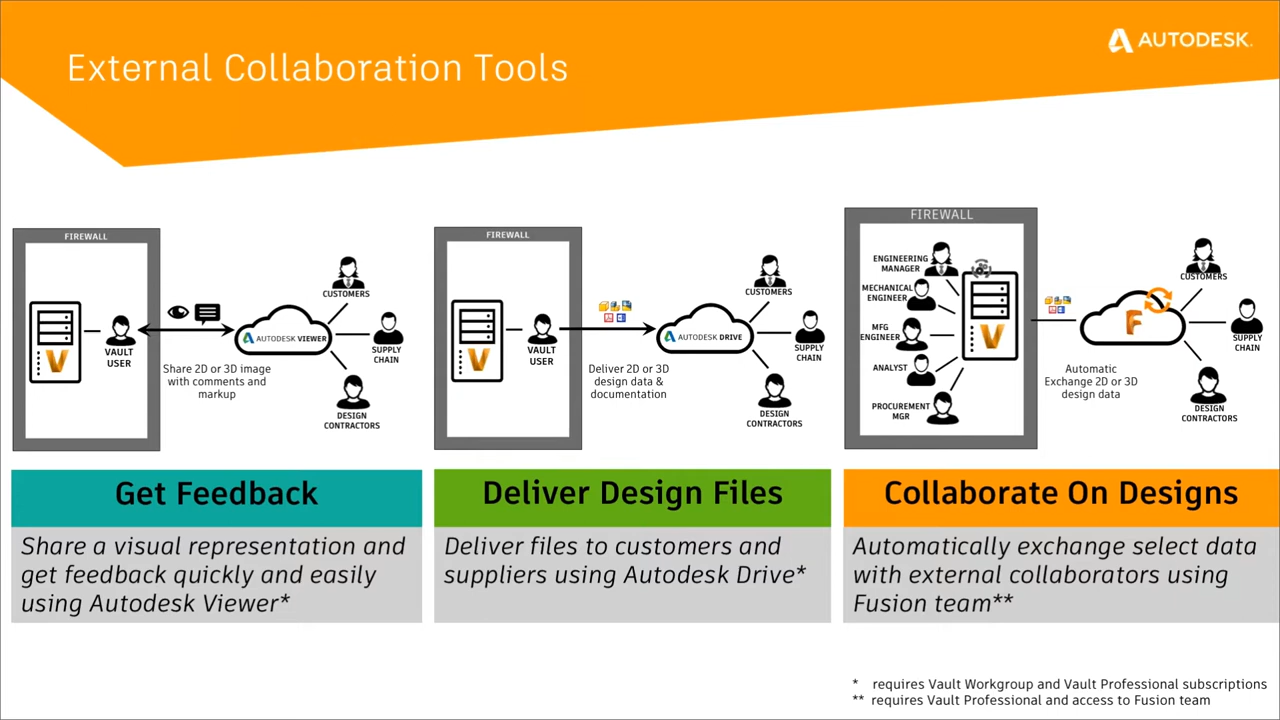 External Collaboration Tools
AUTODESK.
FIREWALL
VAULT
USER
Share 2D or 3D image
with comments and
markup
AUTODESK VIEWER
CUSTOMERS
SUPPLY
CHAIN
DESIGN
CONTRACTORS
Get Feedback
Share a visual representation and
get feedback quickly and easily
using Autodesk Viewer*
FIREWALL
VAULT
USER
Deliver 2D or 3D
design data &
documentation
AUTODESK DRIVE
CUSTOMERS
SUPPLY
CHAIN
DESIGN
CONTRACTORS
Deliver Design Files
Deliver files to customers and
suppliers using Autodesk Drive*
FIREWALL
ENGINEERING
MANAGER
MECHANICAL
ENGINEER
MFG
ENGINEER
ANALYST
PROCUREMENT
MGR
Automatic
Exchange 2D or 3D
design data
F
CUSTOMERS
SUPPLY
CHAIN
DESIGN
CONTRACTORS
Collaborate On Designs
Automatically exchange select data
with external collaborators using
Fusion team**
* requires Vault Workgroup and Vault Professional subscriptions
** requires Vault Professional and access to Fusion team